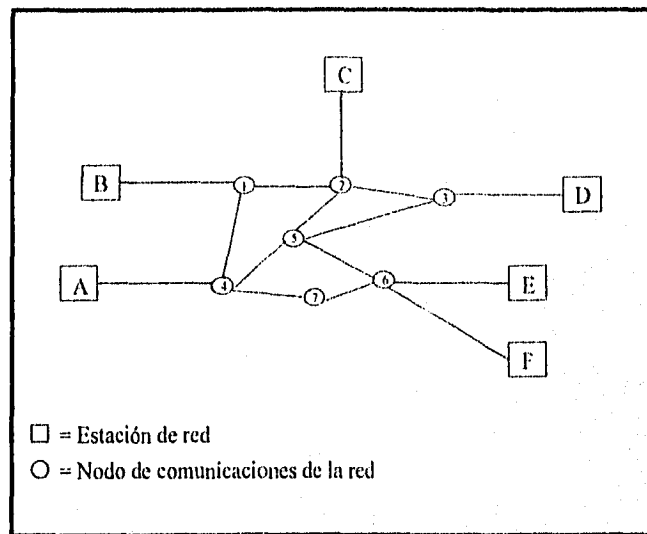 C
B
1
2
3
D
5
A
4
7
6
E
F
= Estación de red
= Nodo de comunicaciones de la red